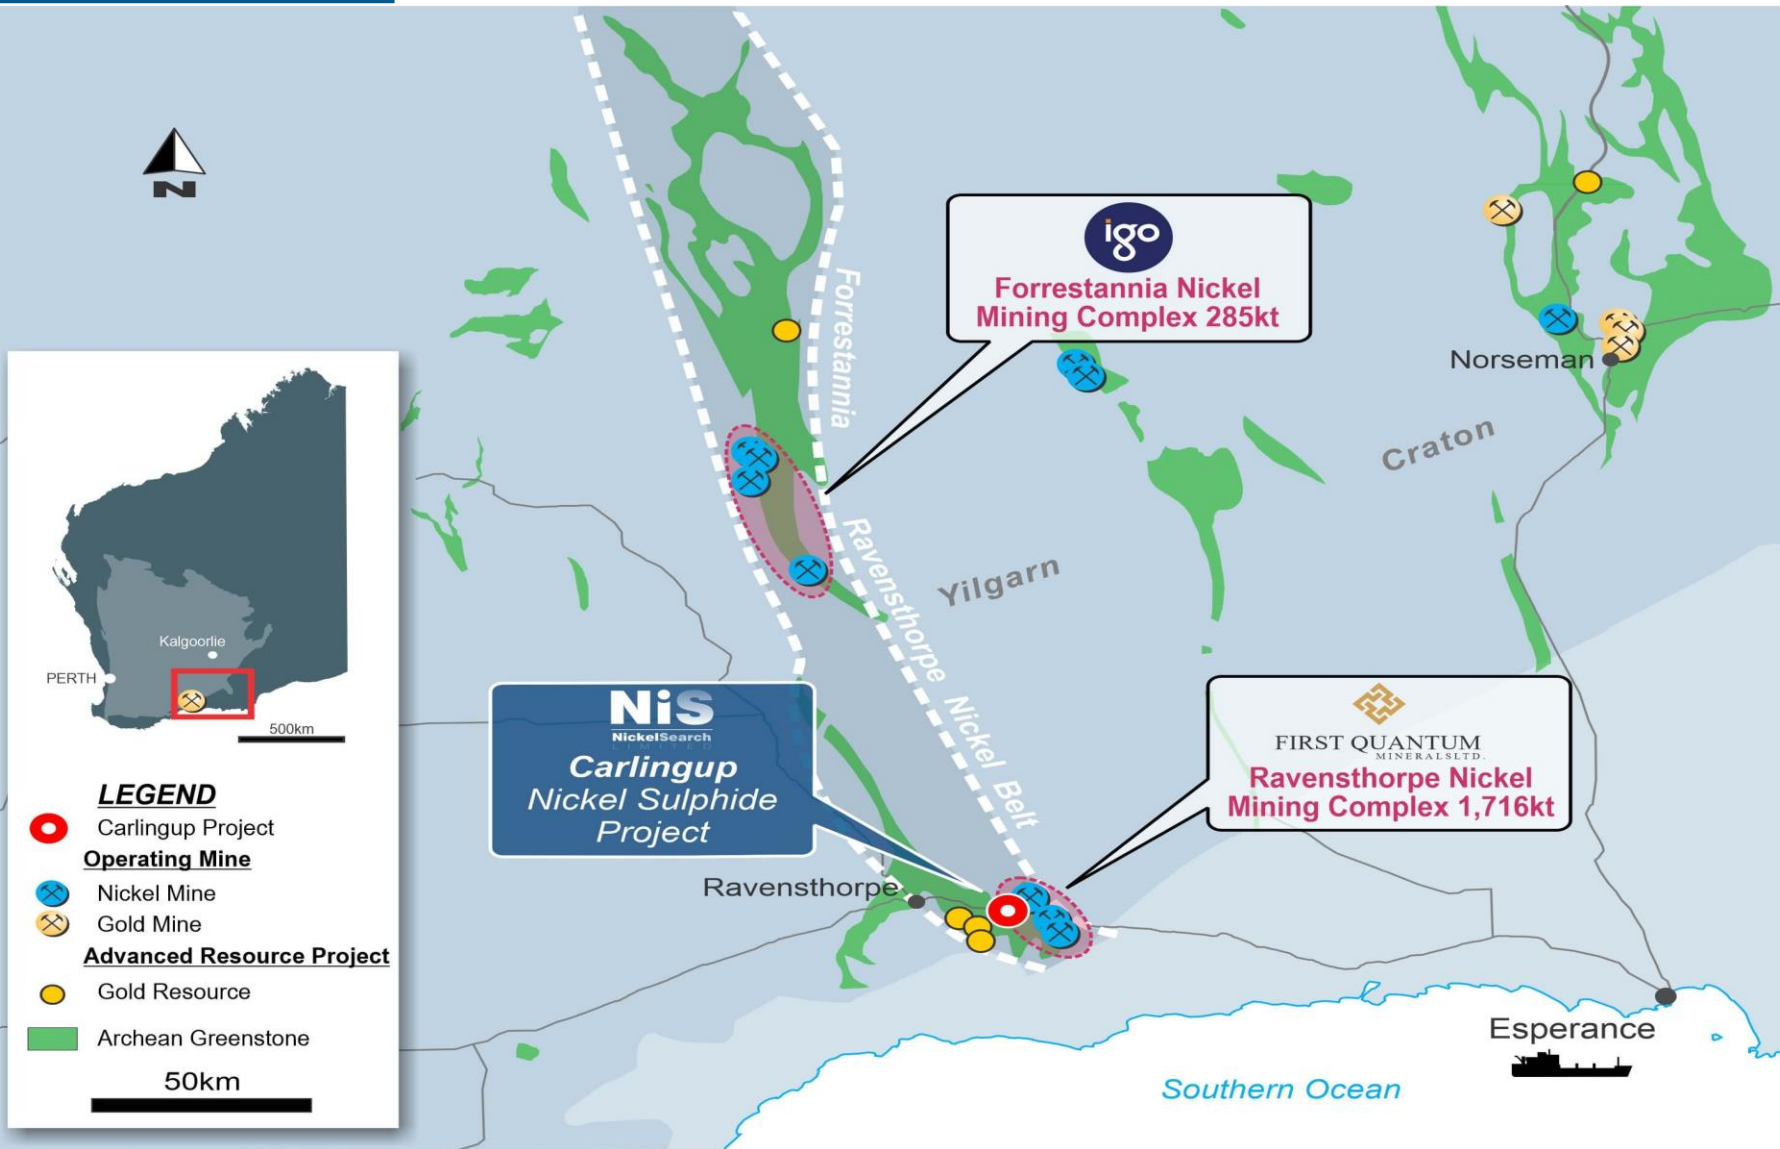 N
igo
Forrestannia Nickel
Mining Complex 285kt
Forrestannia
Ravensthorpe Nickel Belt
Norseman
Craton
Yilgarn
Kalgoorlie
PERTH
500km
NiS
NickelSearch
LIMITED
Carlingup
Nickel Sulphide
Project
FIRST QUANTUM
MINERALSLTD.
Ravensthorpe Nickel
Mining Complex 1,716kt
Ravensthorpe
Esperance
Southern Ocean
LEGEND
Carlingup Project
Operating Mine
Nickel Mine
Gold Mine
Advanced Resource Project
Gold Resource
Archean Greenstone
50km